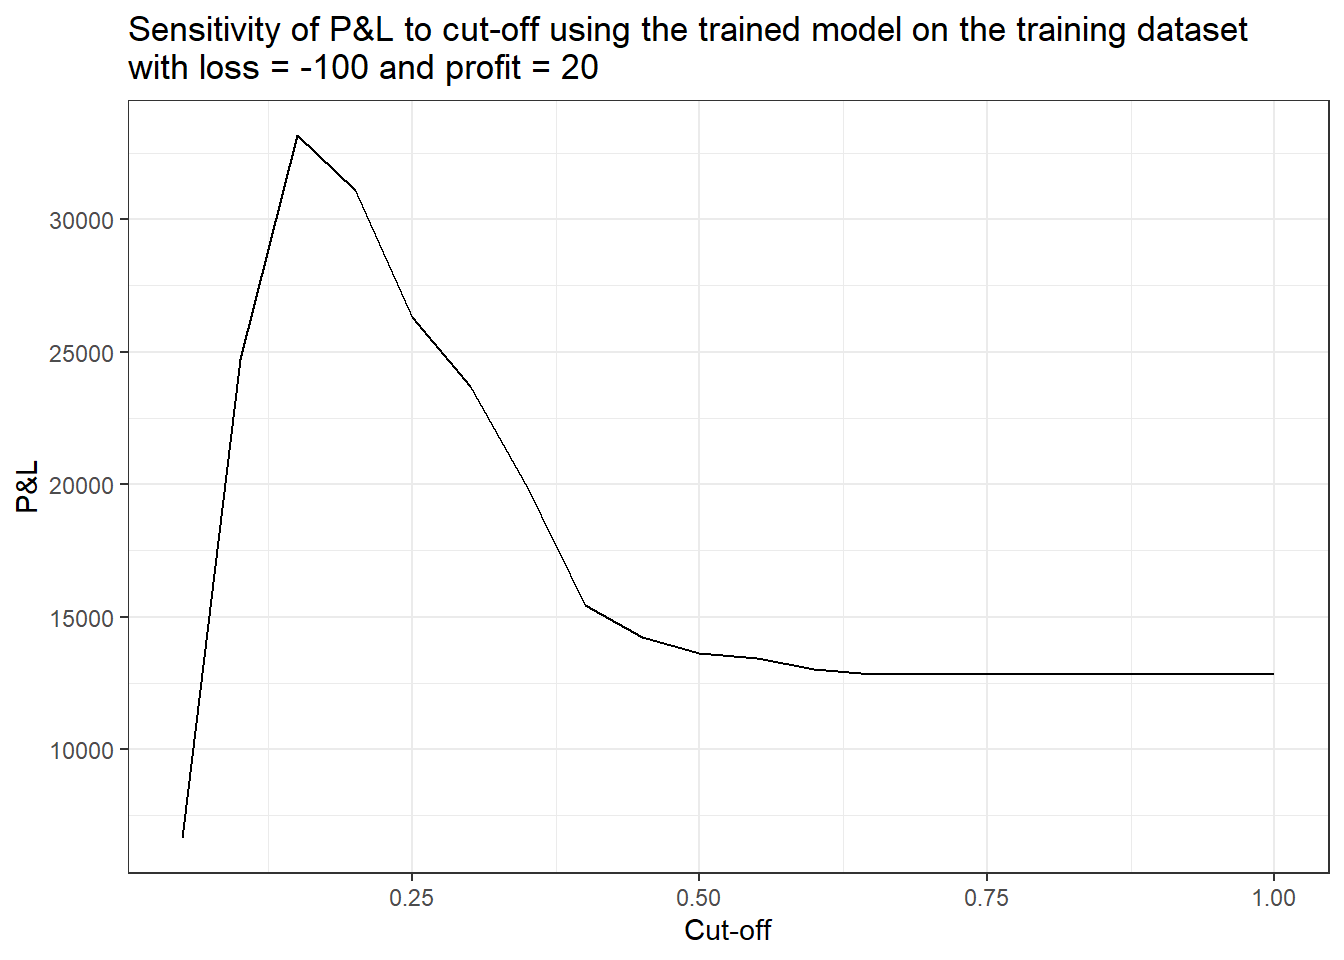 Sensitivity of P&L to cut-off using the trained model on the training dataset
with loss = -100 and profit = 20
P&L
30000
25000
20000
15000
10000
0.25
0.50
0.75
1.00
Cut-off